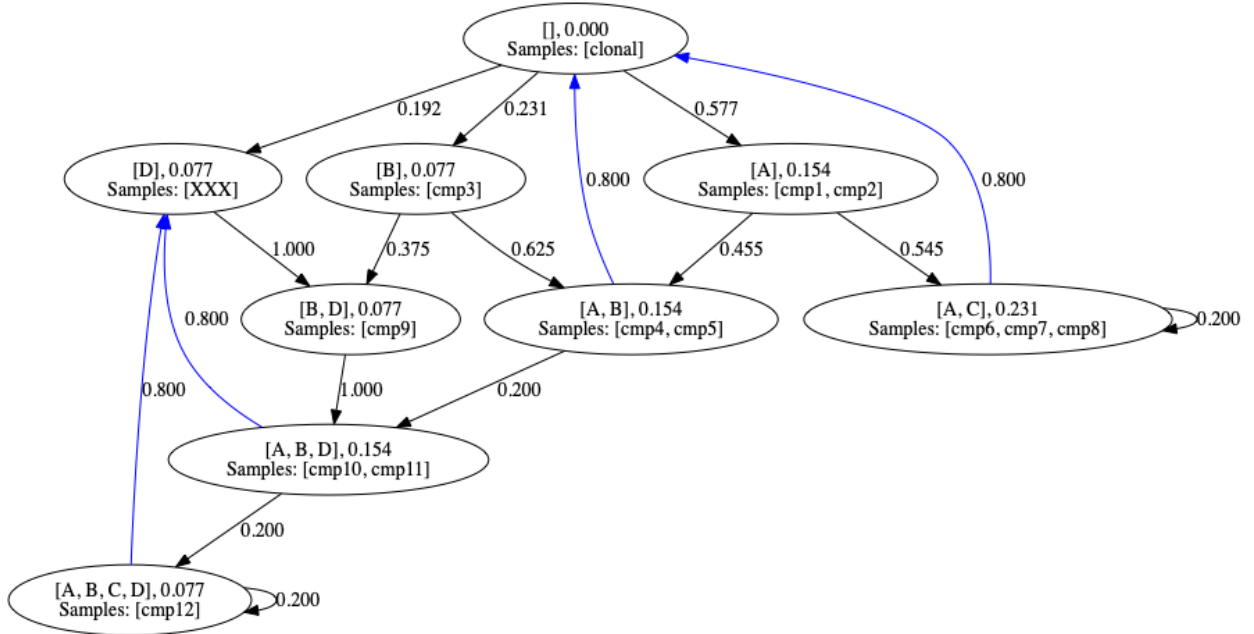 [], 0.000
Samples: [clonal]
0.192
0.231
0.577
[D], 0.077
Samples: [XXX]
[B], 0.077
Samples: [cmp3]
0.800
[A], 0.154
Samples: [cmp1, cmp2]
0.800
1.000
0.375
0.625
0.455
0.545
0.800
[B, D], 0.077
Samples: [cmp9]
[A, B], 0.154
Samples: [cmp4, cmp5]
[A, C], 0.231
Samples: [cmp6, cmp7, cmp8]
0.200
0.800
1.000
0.200
[A, B, D], 0.154
Samples: [cmp10, cmp11]
0.200
[A, B, C, D], 0.077
Samples: [cmp12]
0.200